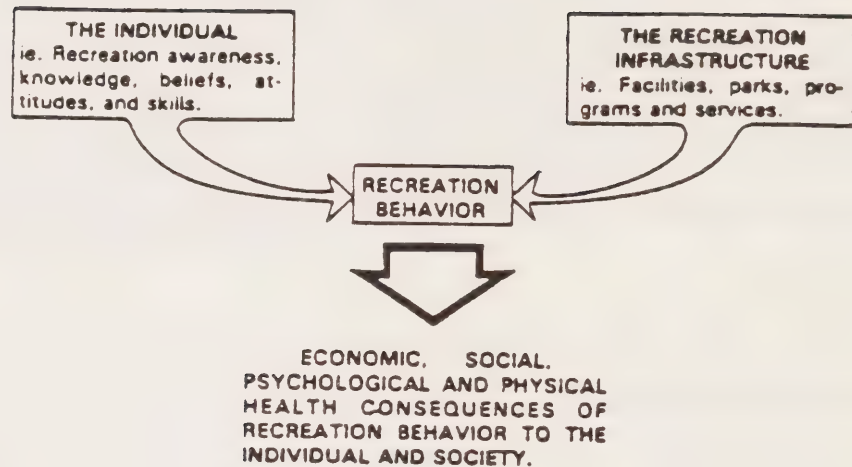 THE INDIVIDUAL
ie. Recreation awareness,
knowledge, beliefs, at-
titudes, and skills.
THE RECREATION
INFRASTRUCTURE
ie. Facilities, parks, pro-
grams and services.
RECREATION
BEHAVIOR
ECONOMIC, SOCIAL,
PSYCHOLOGICAL AND PHYSICAL
HEALTH CONSEQUENCES OF
RECREATION BEHAVIOR TO THE
INDIVIDUAL AND SOCIETY.